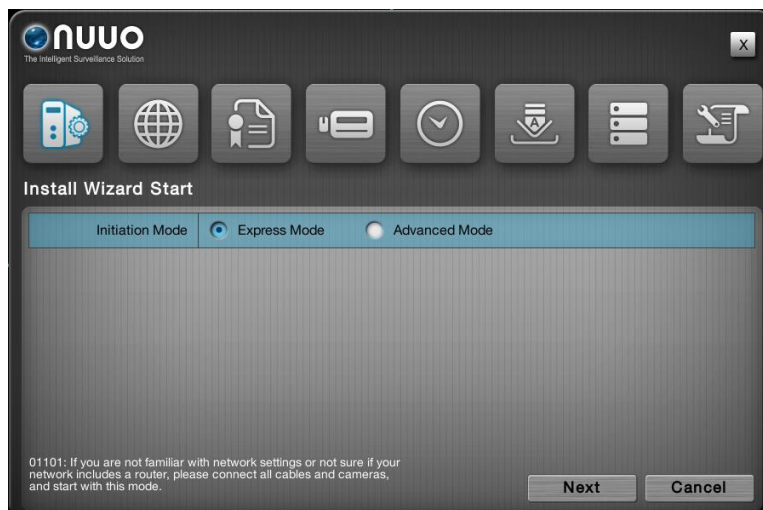 nuuo
The Intelligent Surveillance Solution
X
A
Install Wizard Start
Initiation Mode
Express Mode
Advanced Mode
01101: If you are not familiar with network settings or not sure if your
network includes a router, please connect all cables and cameras,
and start with this mode.
Next
Cancel